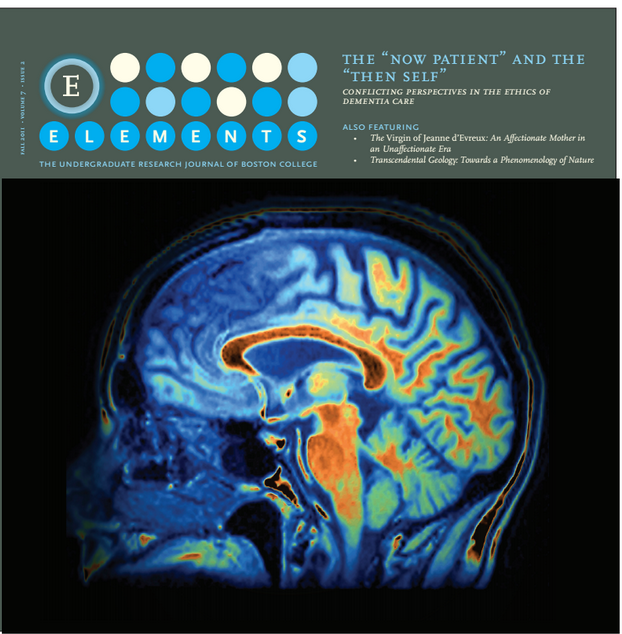 FALL 2011 • VOLUME 7 • ISSUE 2
E
ELEMENTS
THE UNDERGRADUATE RESEARCH JOURNAL OF BOSTON COLLEGE
THE “NOW PATIENT” AND THE
“THEN SELF”
CONFLICTING PERSPECTIVES IN THE ETHICS OF
DEMENTIA CARE
ALSO FEATURING
• The Virgin of Jeanne d’Evreux: An Affectionate Mother in
an Unaffectionate Era
• Transcendental Geology: Towards a Phenomenology of Nature